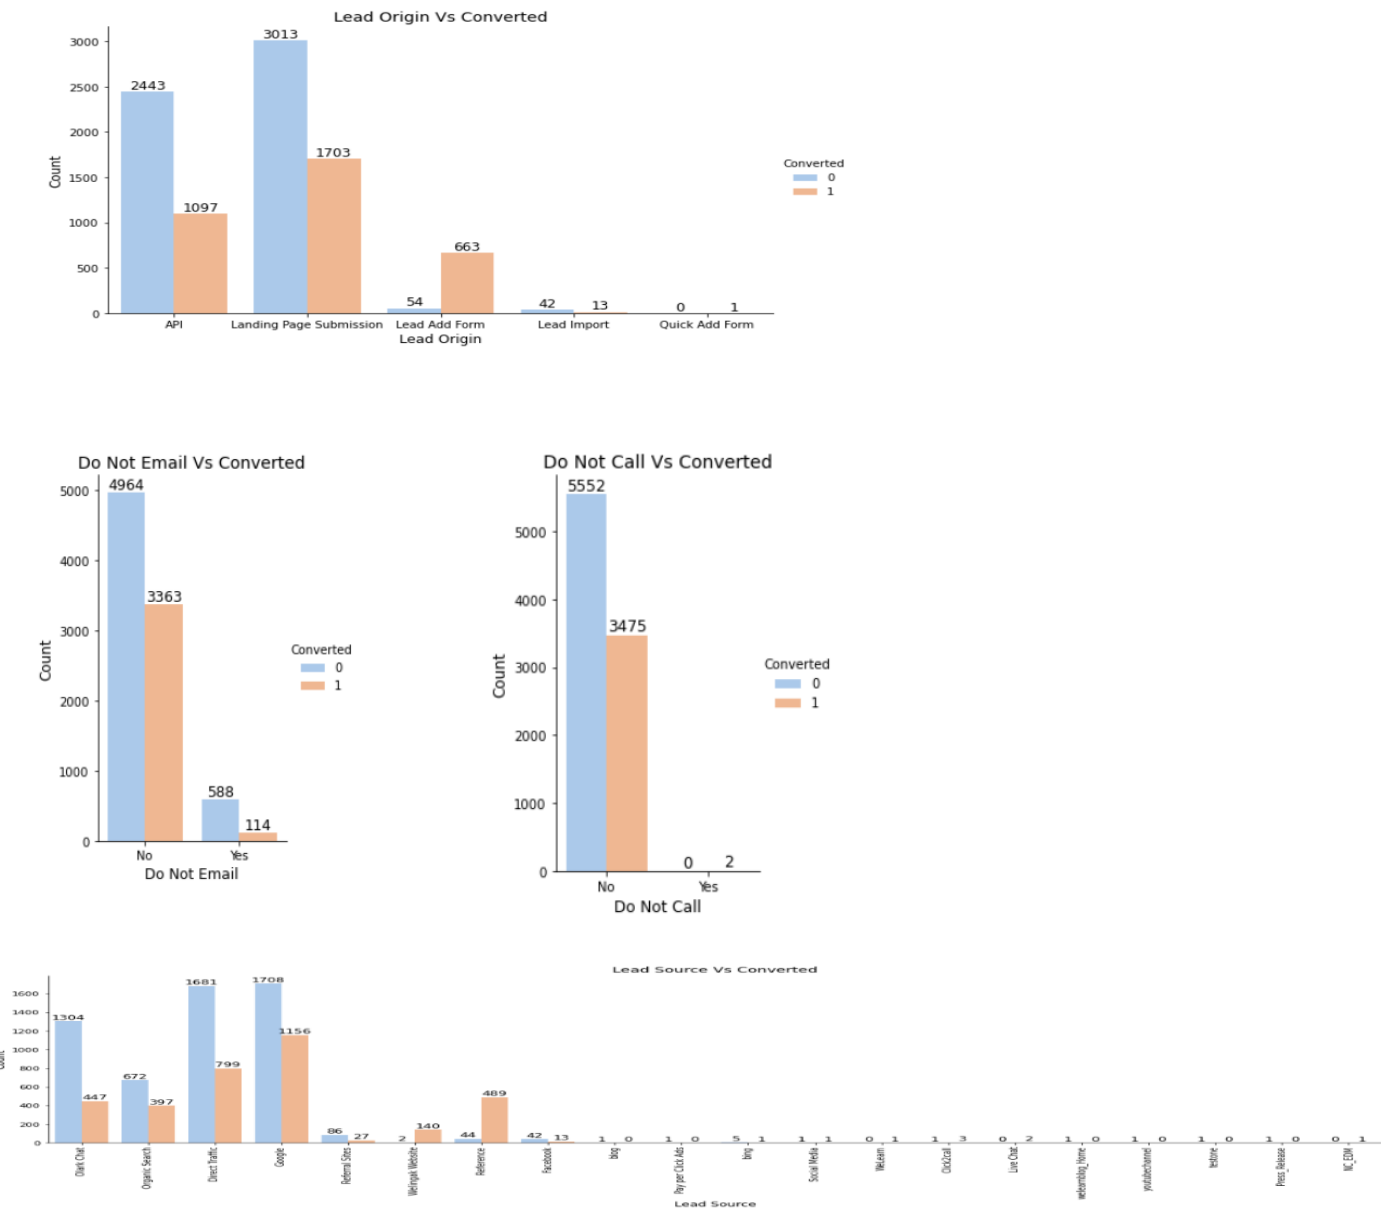 Lead Origin Vs Converted
3000
2500
2000
1500
1000
500
0
Count
2443
1097
3013
1703
54
663
42
13
0
1
API
Landing Page Submission
Lead Add Form
Lead Import
Quick Add Form
Lead Origin
Converted
0
1
Do Not Email Vs Converted
5000
4000
3000
2000
1000
0
Count
4964
3363
588
114
No
Yes
Do Not Email
Converted
0
1
Do Not Call Vs Converted
5000
4000
3000
2000
1000
0
Count
5552
3475
0
2
No
Yes
Do Not Call
Converted
0
1
Lead Source Vs Converted
1600
1400
1200
1000
800
600
400
200
0
Count
1304
447
672
397
1681
799
1708
1156
86
27
2
140
44
489
42
13
1
0
1
0
5
1
1
1
0
1
1
3
0
2
1
0
1
0
1
0
1
0
0
1
Olark Chat
Organic Search
Direct Traffic
Google
Referral Sites
Welingak Website
Reference
Facebook
blog
Pay per Click Ads
bing
Social Media
WeLearn
Click2call
Live Chat
welearnblog_Home
youtubechannel
testone
Press_Release
NC_EDM
Lead Source